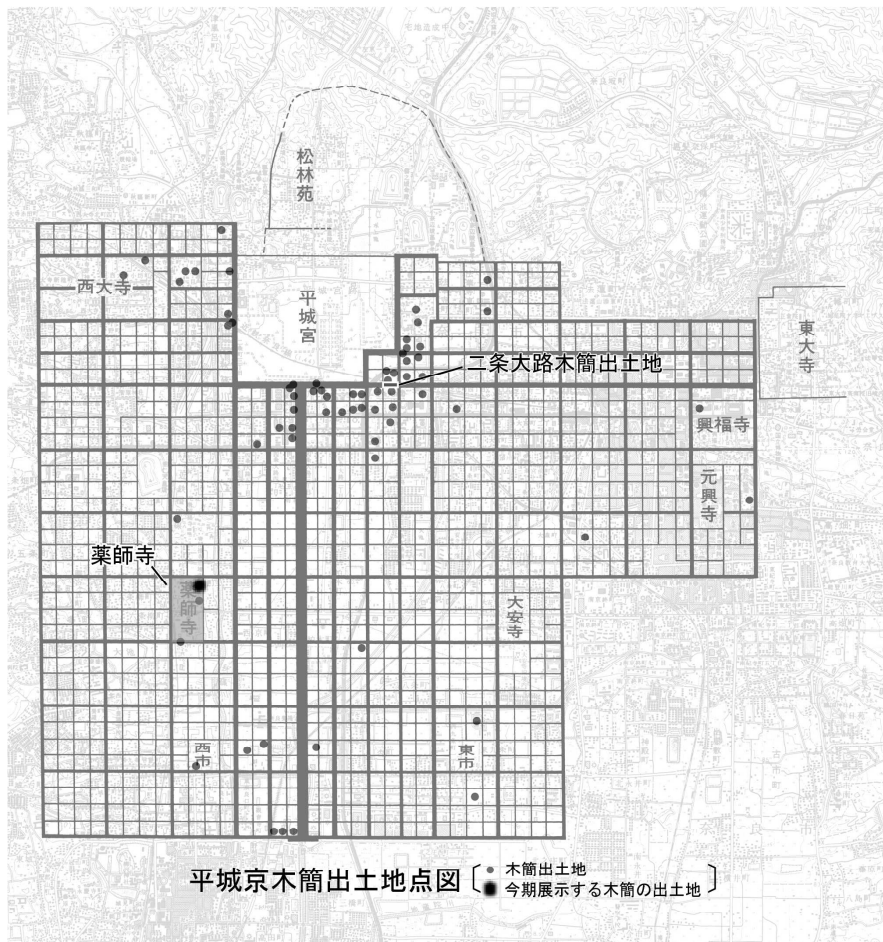 松林苑
西大寺
平城宮
東大寺
二条大路木簡出土地
興福寺
元興寺
薬師寺
薬師寺
大安寺
西市
東市
平城京木簡出土地点図
木簡出土地
今期展示する木簡の出土地